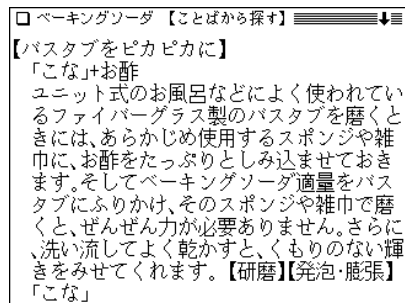 ベーキングソーダ 【ことばから探す】
【バスタブをピカピカに】
「こな」+お酢
ユニット式のお風呂などによく使われてい
るファイバーグラス製のバスタブを磨くと
きには、あらかじめ使用するスポンジや雑
巾に、お酢をたっぷりとしみ込ませておき
ます。そしてベーキングソーダ適量をバス
タブにふりかけ、そのスポンジや雑巾で磨
くと、ぜんぜん力が必要ありません。さらに
、洗い流してよく乾かすと、くもりのない輝
きをみせてくれます。【研磨】【発泡・膨張】
「こな」